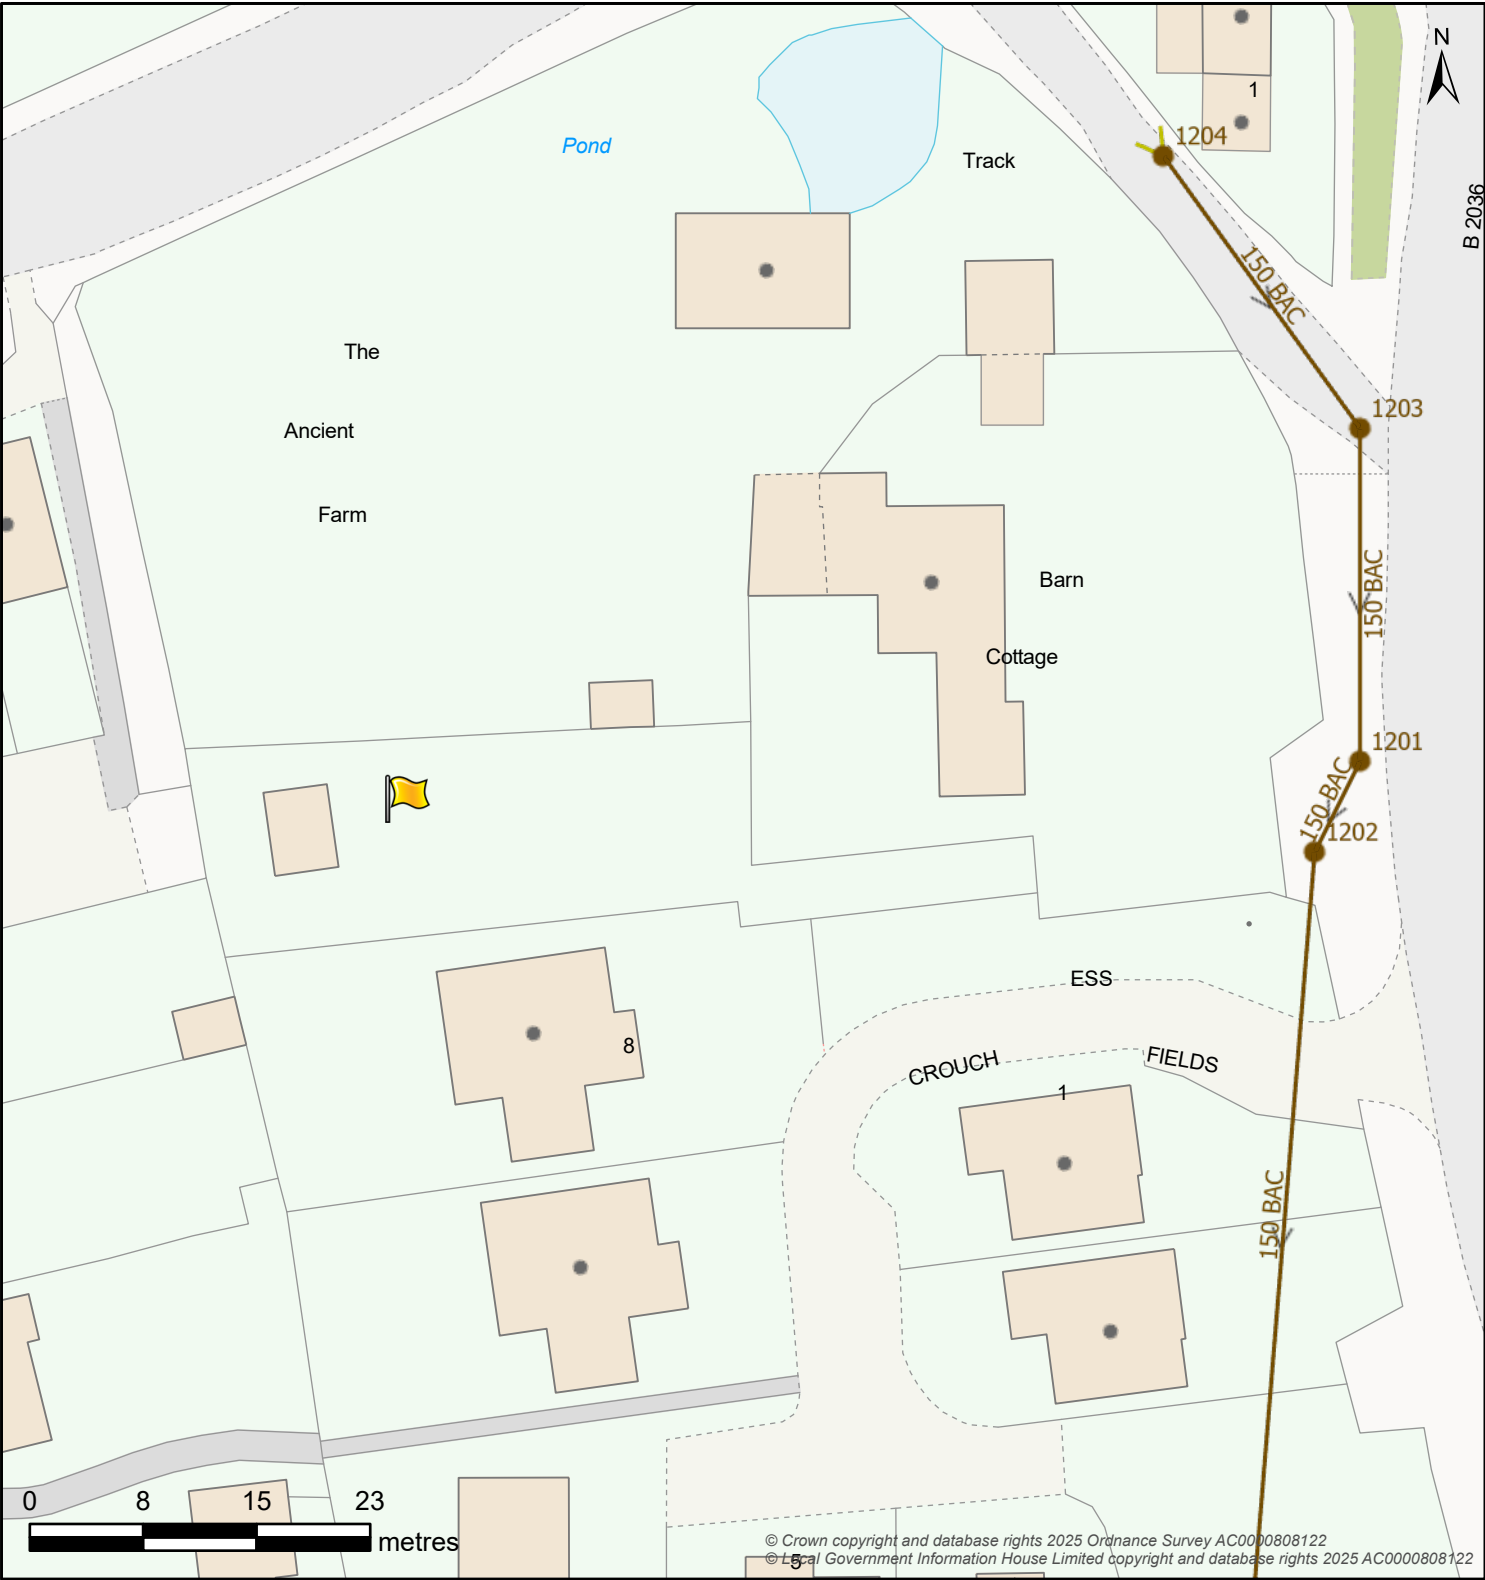 N
1
1204
Pond
Track
B 2036
150 BAC
The
1203
Ancient
Farm
Barn
150 BAC
Cottage
1201
150 BAC
1202
ESS
8
CROUCH
FIELDS
1
150 BAC
0 8 15 23
metres
© Crown copyright and database rights 2025 Ordnance Survey AC0000808122
© Local Government Information House Limited copyright and database rights 2025 AC0000808122
5